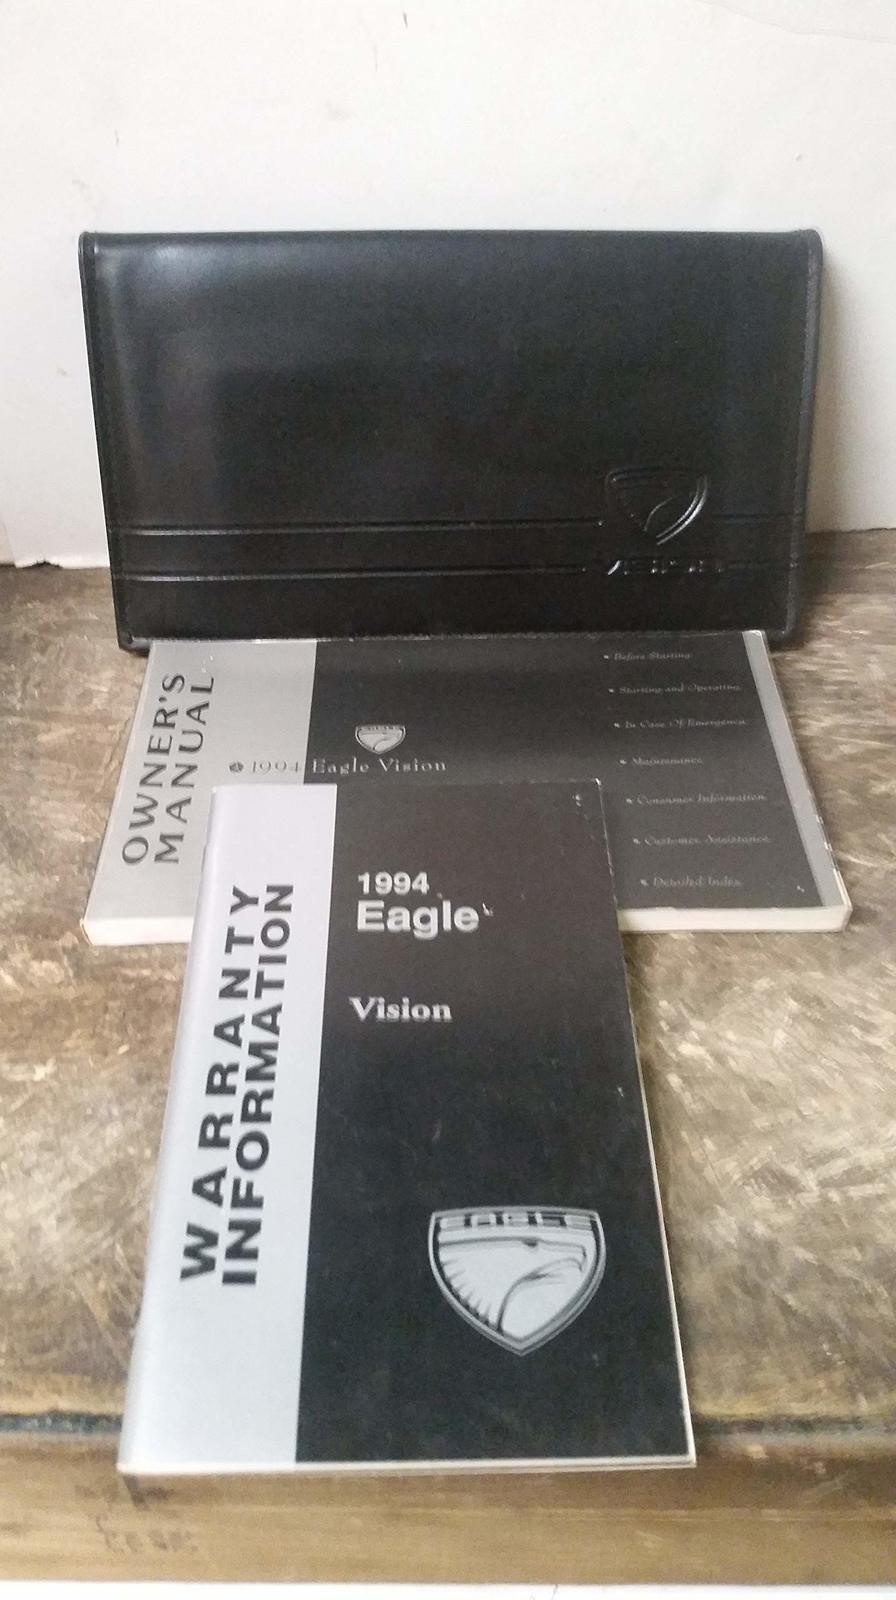 VISION
OWNER'S
MANUAL
1994 Eagle Vision
Before Starting
Starting and Operating
In Case Of Emergency
Maintenance
Consumer Information
Customer Assistance
Detailed Index
WARRANTY
INFORMATION
1994
Eagle
Vision
EAGLE